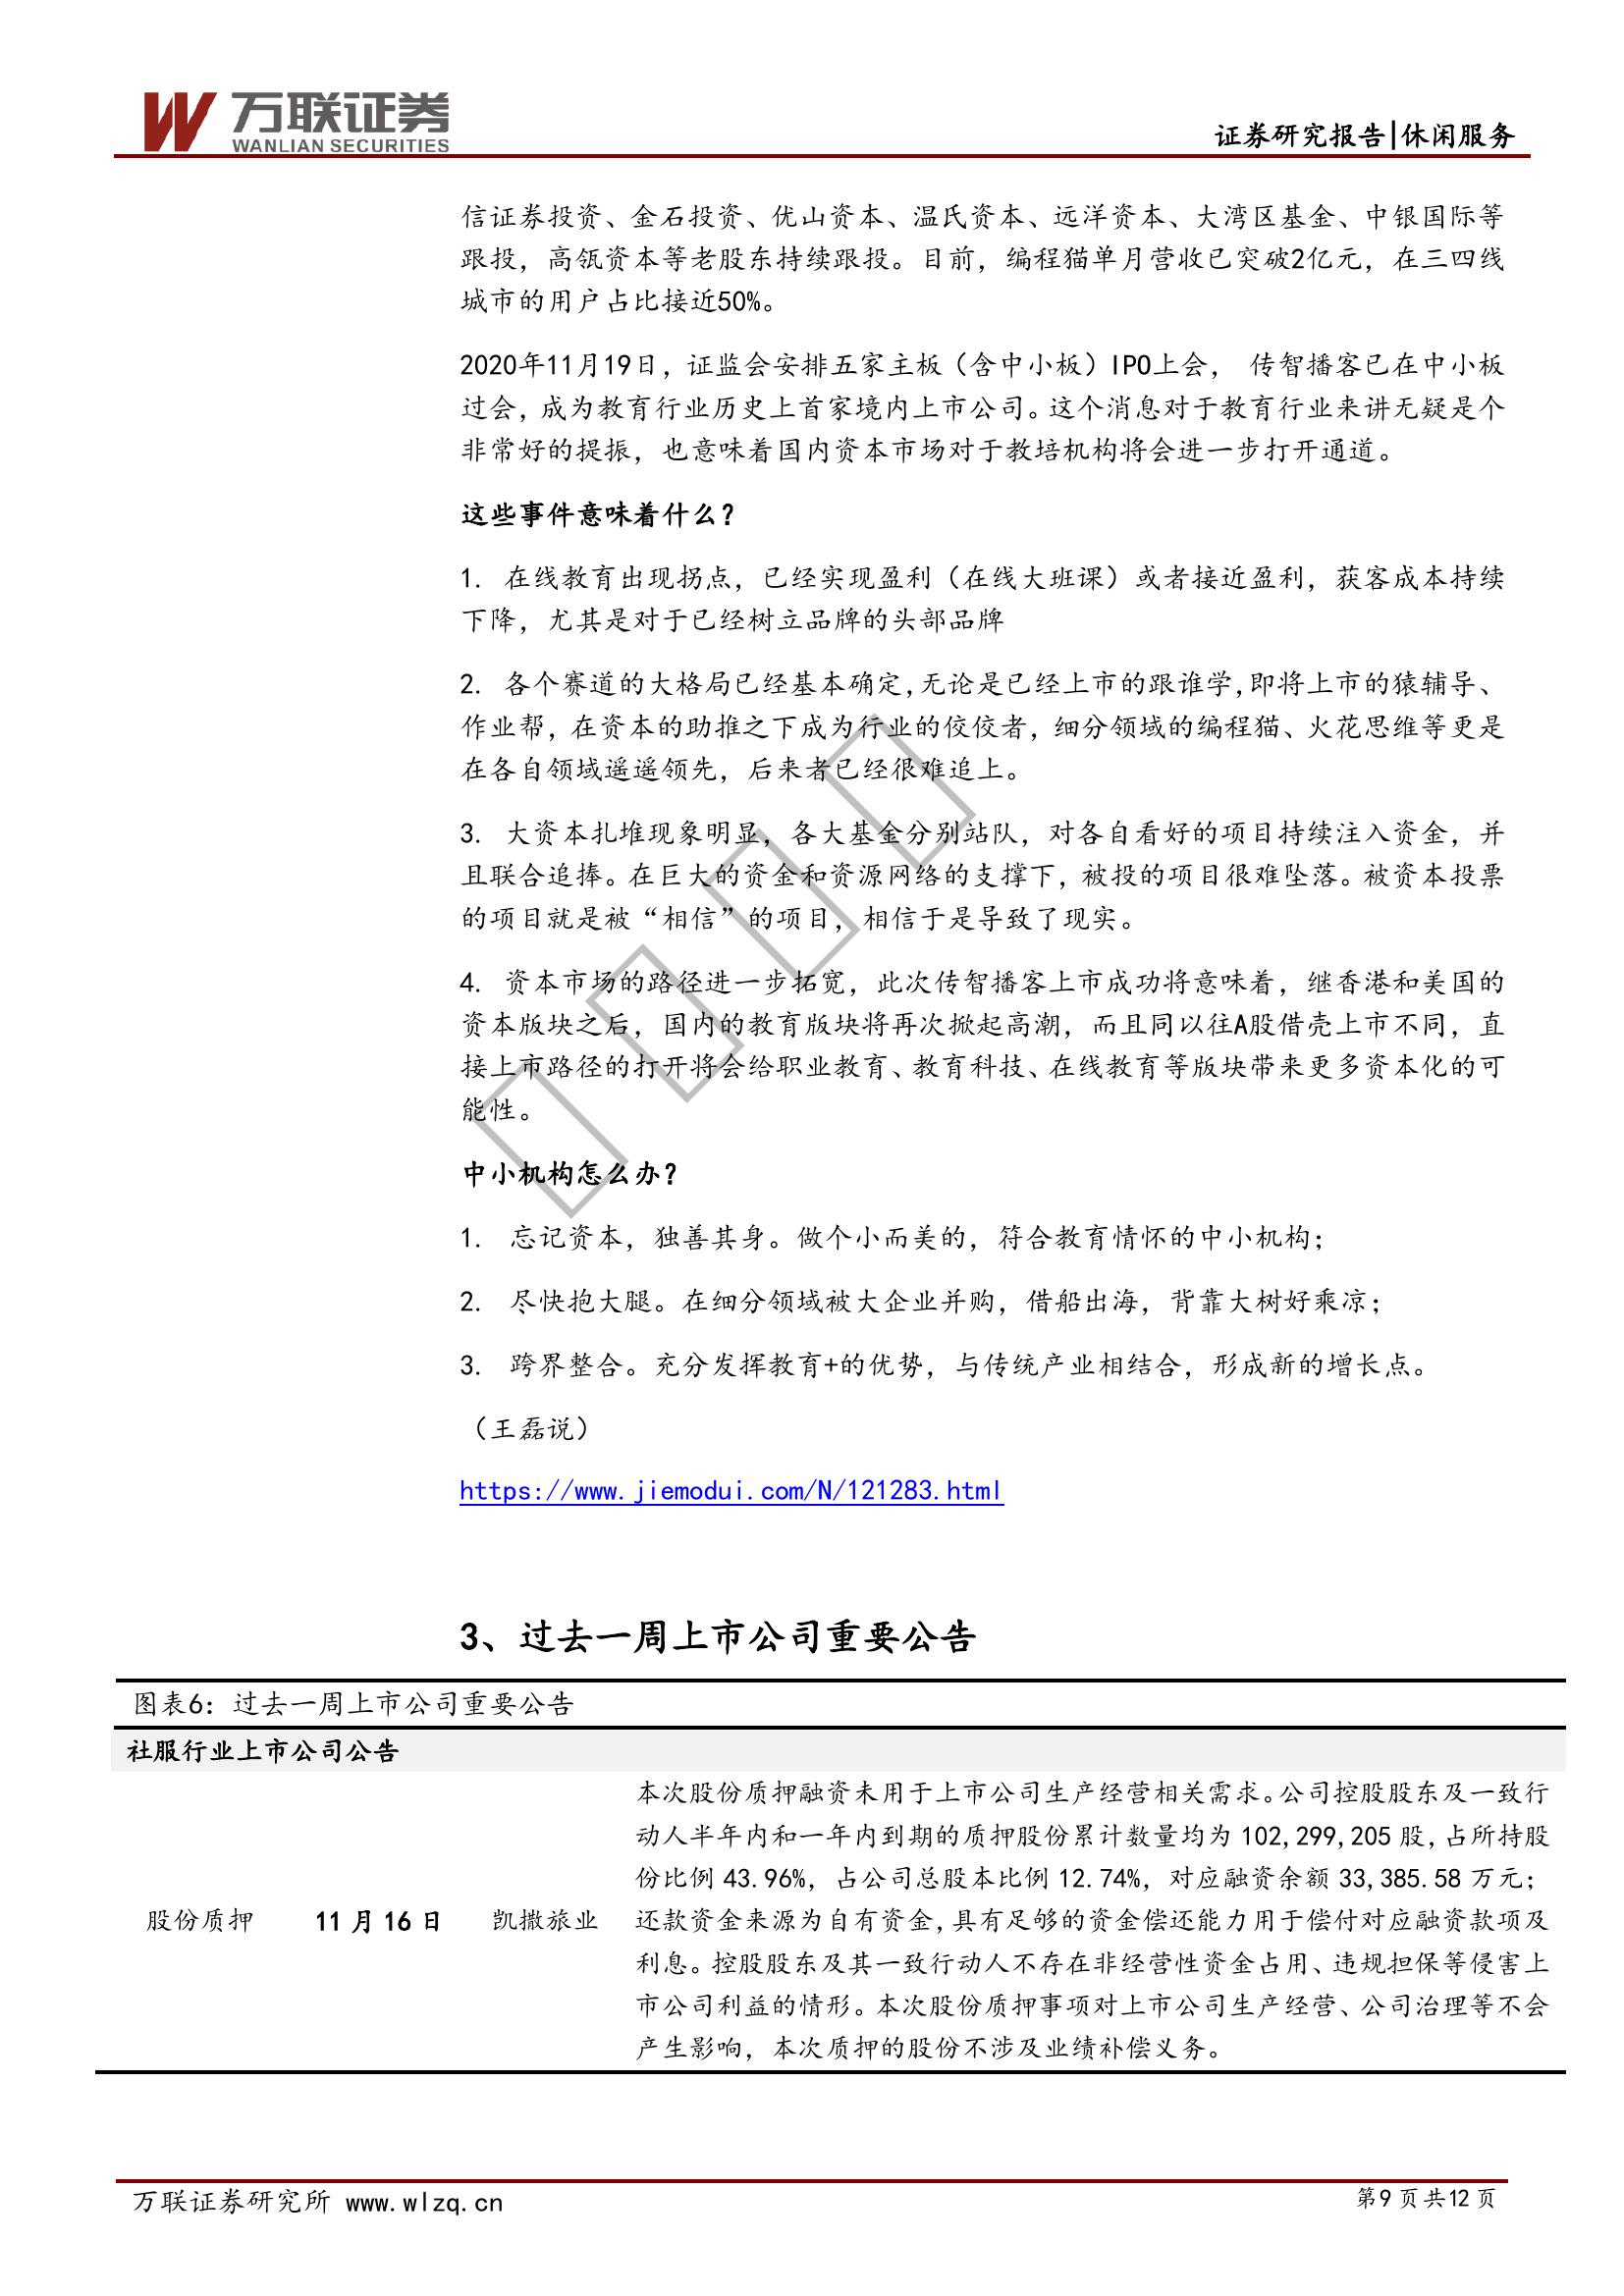 万联证券
WANLIAN SECURITIES
证券研究报告|休闲服务
信证券投资、金石投资、优山资本、温氏资本、远洋资本、大湾区基金、中银国际等
跟投，高瓴资本等老股东持续跟投。目前，编程猫单月营收已突破2亿元，在三四线
城市的用户占比接近50%。
2020年11月19日，证监会安排五家主板（含中小板）IPO上会， 传智播客已在中小板
过会，成为教育行业历史上首家境内上市公司。这个消息对于教育行业来讲无疑是个
非常好的提振，也意味着国内资本市场对于教培机构将会进一步打开通道。
这些事件意味着什么？
1. 在线教育出现拐点，已经实现盈利（在线大班课）或者接近盈利，获客成本持续
下降，尤其是对于已经树立品牌的头部品牌
2. 各个赛道的大格局已经基本确定,无论是已经上市的跟谁学,即将上市的猿辅导、
作业帮，在资本的助推之下成为行业的佼佼者，细分领域的编程猫、火花思维等更是
在各自领域遥遥领先，后来者已经很难追上。
3. 大资本扎堆现象明显，各大基金分别站队，对各自看好的项目持续注入资金，并
且联合追捧。在巨大的资金和资源网络的支撑下，被投的项目很难坠落。被资本投票
的项目就是被“相信”的项目，相信于是导致了现实。
4. 资本市场的路径进一步拓宽，此次传智播客上市成功将意味着，继香港和美国的
资本版块之后，国内的教育版块将再次掀起高潮，而且同以往A股借壳上市不同，直
接上市路径的打开将会给职业教育、教育科技、在线教育等版块带来更多资本化的可
能性。
中小机构怎么办？
1. 忘记资本，独善其身。做个小而美的，符合教育情怀的中小机构；
2. 尽快抱大腿。在细分领域被大企业并购，借船出海，背靠大树好乘凉；
3. 跨界整合。充分发挥教育+的优势，与传统产业相结合，形成新的增长点。
（王磊说）
https://www.jiemodui.com/N/121283.html
3、过去一周上市公司重要公告
图表6：过去一周上市公司重要公告
社服行业上市公司公告
股份质押 11 月 16 日 凯撒旅业
本次股份质押融资未用于上市公司生产经营相关需求。公司控股股东及一致行
动人半年内和一年内到期的质押股份累计数量均为 102,299,205 股，占所持股
份比例 43.96%，占公司总股本比例 12.74%，对应融资余额 33,385.58 万元；
还款资金来源为自有资金，具有足够的资金偿还能力用于偿付对应融资款项及
利息。控股股东及其一致行动人不存在非经营性资金占用、违规担保等侵害上
市公司利益的情形。本次股份质押事项对上市公司生产经营、公司治理等不会
产生影响，本次质押的股份不涉及业绩补偿义务。
万联证券研究所 www.wlzq.cn
第9 页 共12 页